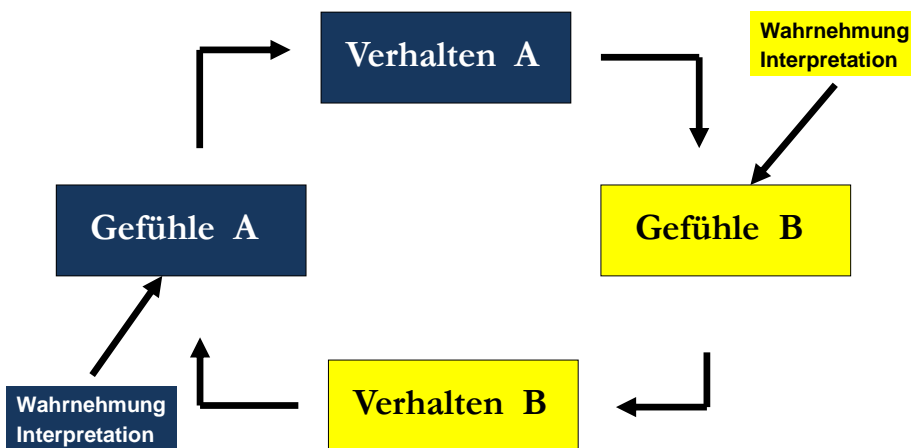 Verhalten A
Wahrnehmung
Interpretation
Gefühle A
Gefühle B
Verhalten B
Wahrnehmung
Interpretation